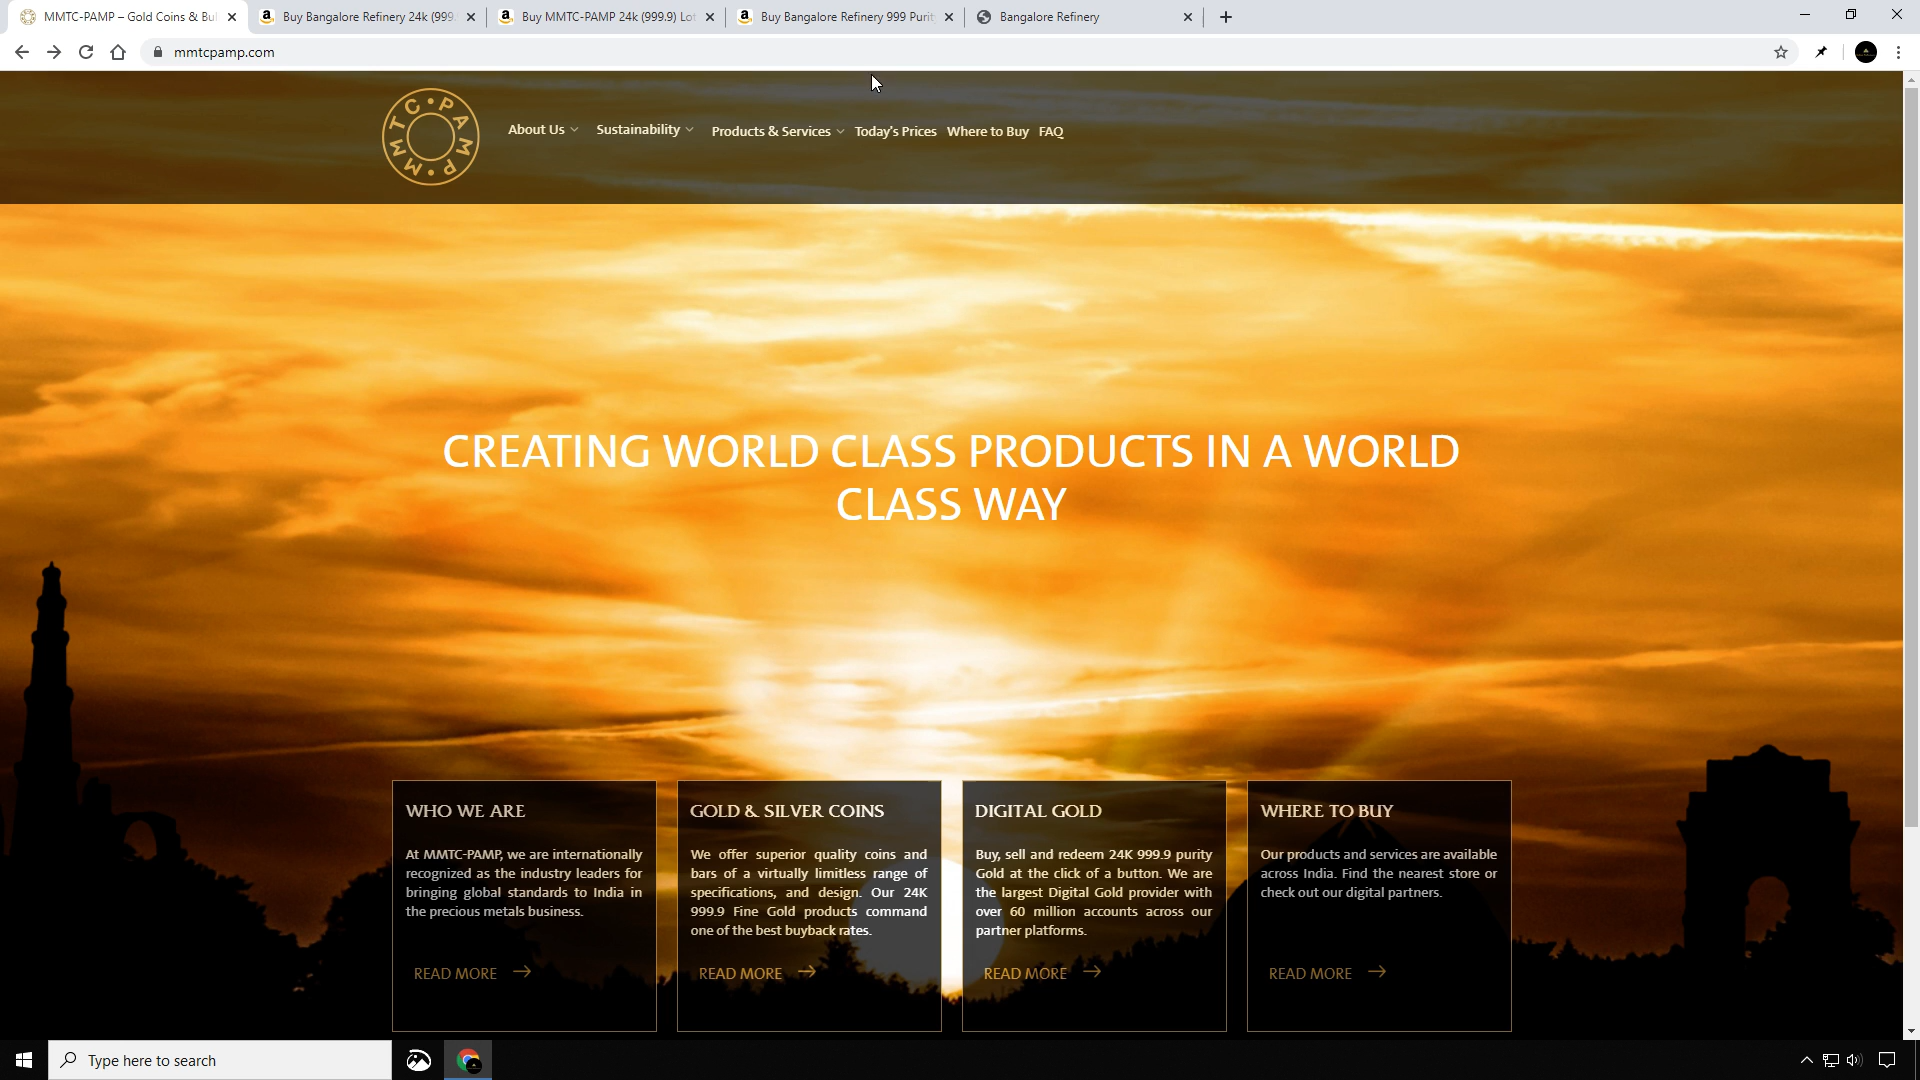 MMTC-PAMP – Gold Coins & Bul
Buy Bangalore Refinery 24k (999.
Buy MMTC-PAMP 24k (999.9) Lot
Buy Bangalore Refinery 999 Purit
Bangalore Refinery
mmtcpamp.com
MMTC•PAMP•
About Us
Sustainability
Products & Services
Today's Prices
Where to Buy
FAQ
CREATING WORLD CLASS PRODUCTS IN A WORLD
CLASS WAY
WHO WE ARE
At MMTC-PAMP, we are internationally
recognized as the industry leaders for
bringing global standards to India in
the precious metals business.
READ MORE
GOLD & SILVER COINS
We offer superior quality coins and
bars of a virtually limitless range of
specifications, and design. Our 24K
999.9 Fine Gold products command
one of the best buyback rates.
READ MORE
DIGITAL GOLD
Buy, sell and redeem 24K 999.9 purity
Gold at the click of a button. We are
the largest Digital Gold provider with
over 60 million accounts across our
partner platforms.
READ MORE
WHERE TO BUY
Our products and services are available
across India. Find the nearest store or
check out our digital partners.
READ MORE
Type here to search